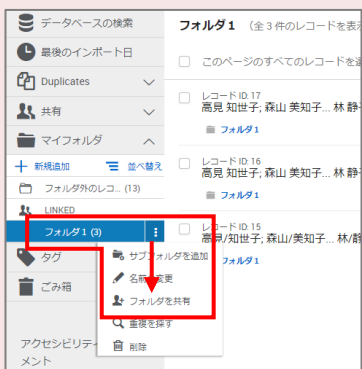 データベースの検索
最後のインポート日
Duplicates
共有
マイフォルダ
新規追加
並べ替え
フォルダ外のレコ... (13)
LINKED
フォルダ 1 (3)
サブフォルダを追加
名前の変更
フォルダを共有
重複を探す
削除
タグ
ごみ箱
アクセシビリテ
メント
フォルダ 1 (全 3 件のレコードを表示
このページのすべてのレコードを選
レコード ID: 17
高見 知世子; 森山 美知子... 林 静子
フォルダ 1
レコード ID: 16
高見 知世子; 森山 美知子... 林 静子
フォルダ 1
レコード ID: 15
高見/知世子; 森山/美知子... 林/静
フォルダ 1